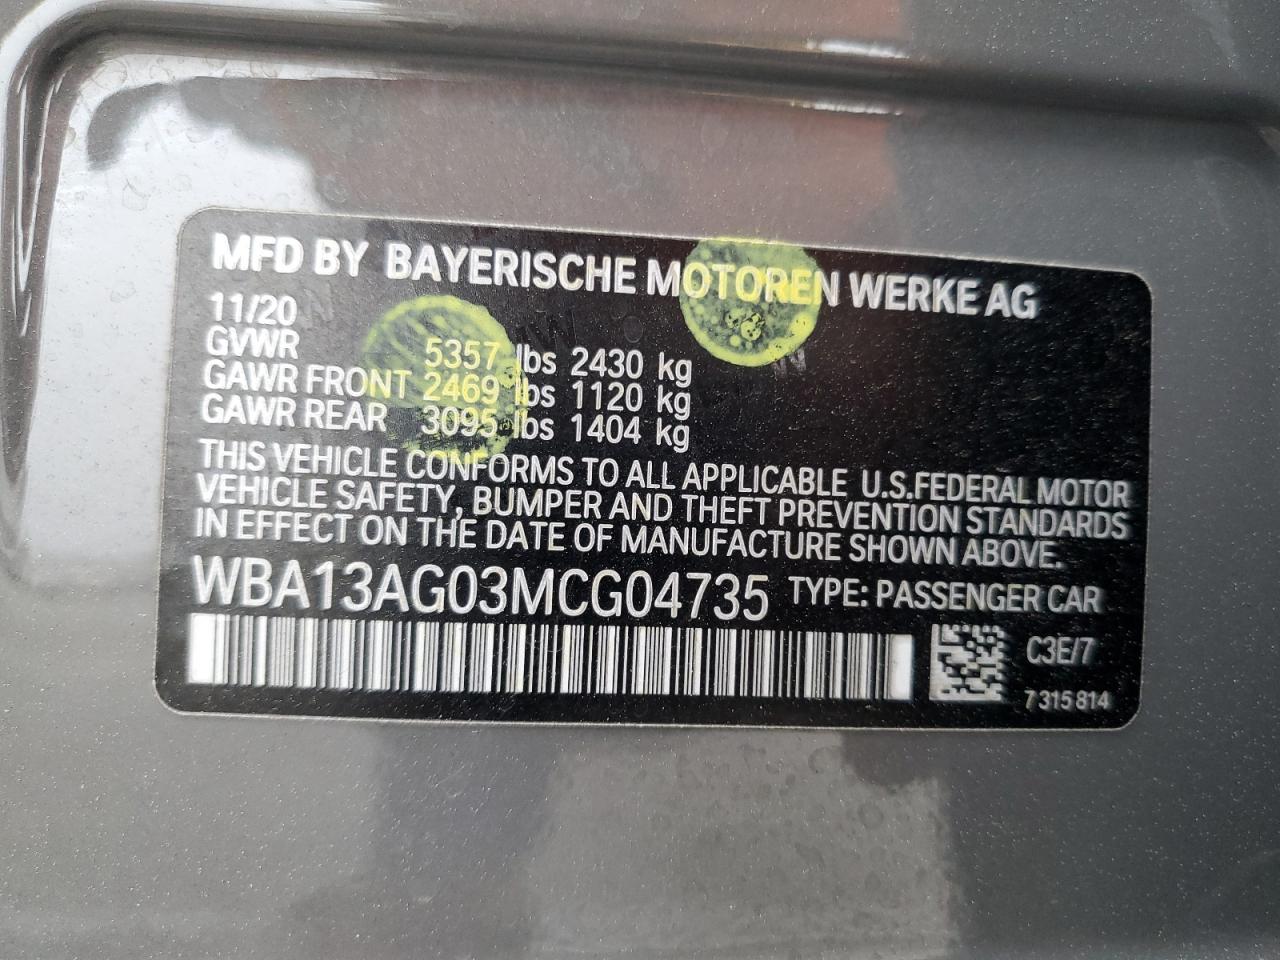 MFD BY BAYERISCHE MOTOREN WERKE AG
11/20
GVWR 5357 lbs 2430 kg
GAWR FRONT 2469 lbs 1120 kg
GAWR REAR 3095 lbs 1404 kg
THIS VEHICLE CONFORMS TO ALL APPLICABLE U.S.FEDERAL MOTOR
VEHICLE SAFETY, BUMPER AND THEFT PREVENTION STANDARDS
IN EFFECT ON THE DATE OF MANUFACTURE SHOWN ABOVE.
WBA13AG03MCG04735 TYPE: PASSENGER CAR
C3E/7
7 315 814